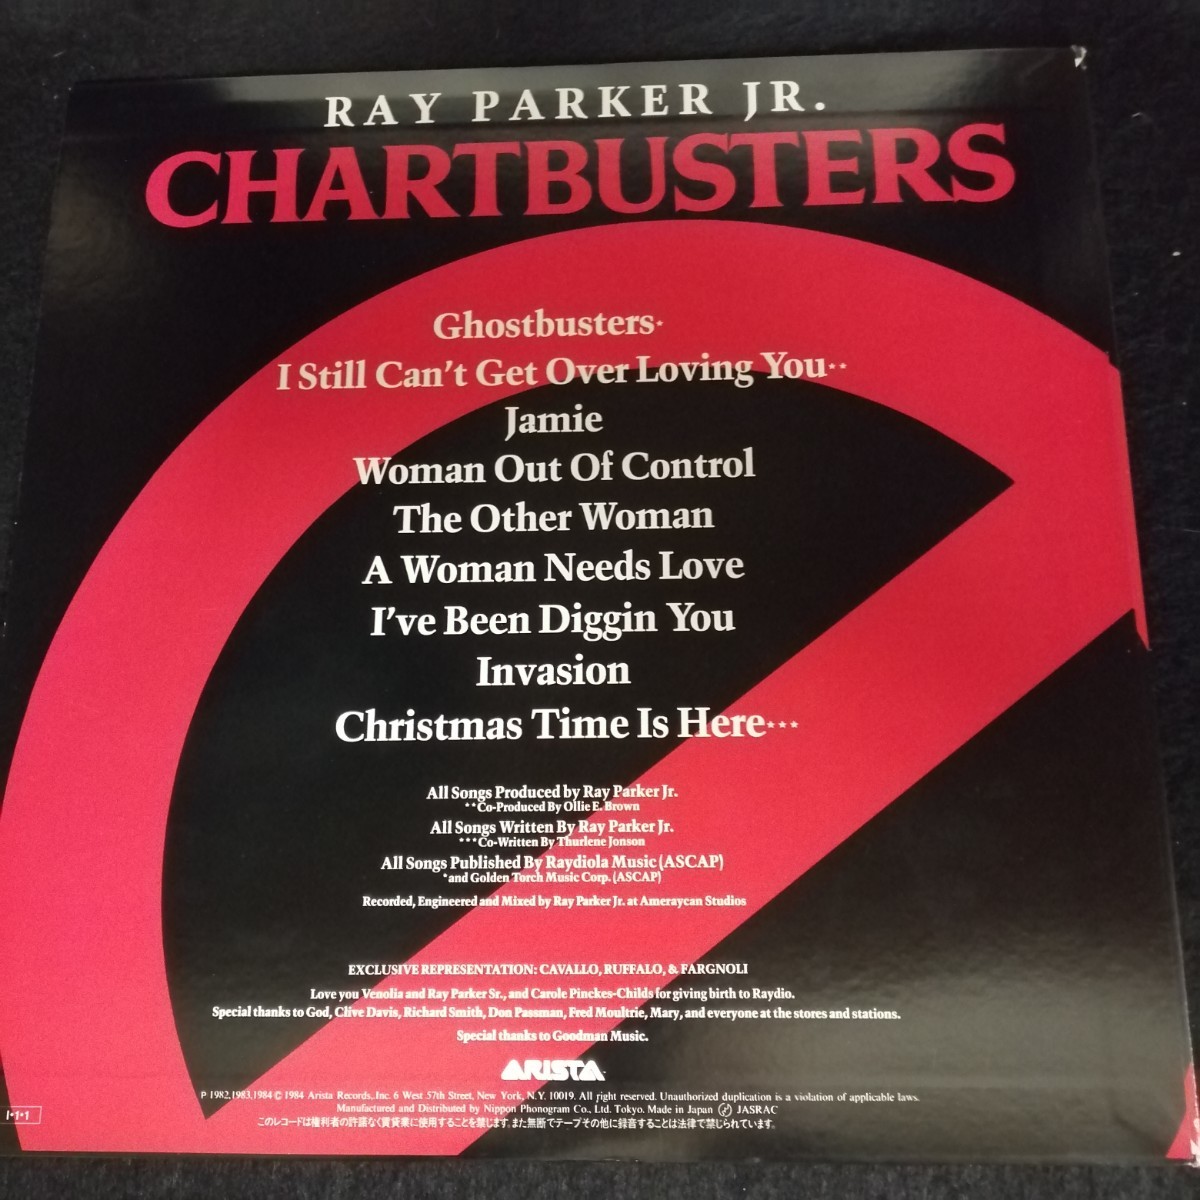 RAY PARKER JR.
CHARTBUSTERS
Ghostbusters*
I Still Can't Get Over Loving You**
Jamie
Woman Out Of Control
The Other Woman
A Woman Needs Love
I've Been Diggin You
Invasion
Christmas Time Is Here***
All Songs Produced by Ray Parker Jr.
**Co-Produced By Ollie E. Brown
All Songs Written By Ray Parker Jr.
***Co-Written By Thurlene Jonson
All Songs Published By Raydiola Music (ASCAP)
*and Golden Torch Music Corp. (ASCAP)
Recorded, Engineered and Mixed by Ray Parker Jr. at Ameraycan Studios
EXCLUSIVE REPRESENTATION: CAVALLO, RUFFALO, & FARGNOLI
Love you Venolia and Ray Parker Sr., and Carole Pinckes-Childs for giving birth to Raydio.
Special thanks to God, Clive Davis, Richard Smith, Don Passman, Fred Moultrie, Mary, and everyone at the stores and stations.
Special thanks to Goodman Music.
ARISTA
P 1982, 1983, 1984 © 1984 Arista Records, Inc. 6 West 57th Street, New York, N.Y. 10019. All right reserved. Unauthorized duplication is a violation of applicable laws.
Manufactured and Distributed by Nippon Phonogram Co., Ltd. Tokyo. Made in Japan JASRAC
このレコードは権利者の許諾なく賃貸業に使用することを禁じます。また無断でテープその他に録音することは法律で禁じられています。
I•1•1